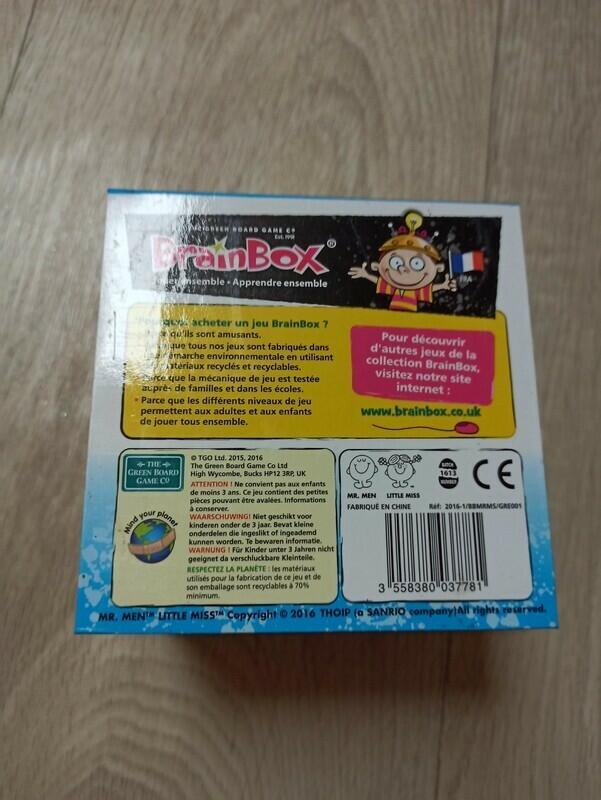 GREEN BOARD GAME Cº
Est. 1991
BrainBox®
ensemble • Apprendre ensemble
FRA
acheter un jeu BrainBox ?
qu'ils sont amusants.
que tous nos jeux sont fabriqués dans
démarche environnementale en utilisant
matériaux recyclés et recyclables.
Parce que la mécanique de jeu est testée
auprès de familles et dans les écoles.
• Parce que les différents niveaux de jeu
permettent aux adultes et aux enfants
de jouer tous ensemble.
Pour découvrir
d'autres jeux de la
collection BrainBox,
visitez notre site
internet :
www.brainbox.co.uk
THE
GREEN BOARD
GAME Cº
Mind your planet
© TGO Ltd. 2015, 2016
The Green Board Game Co Ltd
High Wycombe, Bucks HP12 3RP, UK
ATTENTION ! Ne convient pas aux enfants
de moins 3 ans. Ce jeu contient des petites
pièces pouvant être avalées. Informations
à conserver.
WAARSCHUWING! Niet geschikt voor
kinderen onder de 3 jaar. Bevat kleine
onderdelen die ingeslikt of ingeademd
kunnen worden. Te bewaren informatie.
WARNUNG ! Für Kinder unter 3 Jahren nicht
geeignet da verschluckbare Kleinteile.
RESPECTEZ LA PLANÈTE : les matériaux
utilisés pour la fabrication de ce jeu et de
son emballage sont recyclés à 70%
minimum.
MR. MEN LITTLE MISS
BATCH
1613
NUMBER
CE
FABRIQUÉ EN CHINE Réf: 2016-1/BBMRMS/GRE001
3 558380 037781
MR. MEN™ LITTLE MISS™ Copyright © 2016 THOIP (a SANRIO company)All rights reserved.